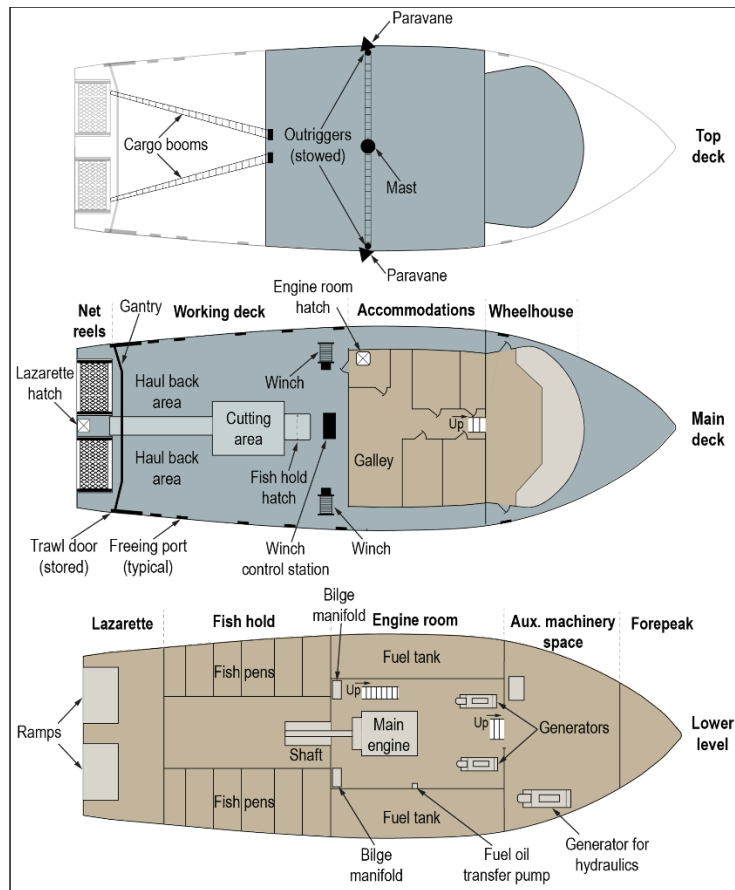 Paravane
Cargo booms
Outriggers
(stowed)
Mast
Top
deck
Paravane
Net
reels
Gantry
Working deck
Engine room
hatch
Accommodations
Wheelhouse
Lazarette
hatch
Haul back
area
Winch
Cutting
area
Up
Main
deck
Haul back
area
Fish hold
hatch
Galley
Trawl door
(stored)
Freeing port
(typical)
Winch
control station
Winch
Lazarette
Fish hold
Bilge
manifold
Engine room
Aux. machinery
space
Forepeak
Fish pens
Fuel tank
Up
Ramps
Main
engine
Up
Generators
Lower
level
Shaft
Fish pens
Fuel tank
Bilge
manifold
Fuel oil
transfer pump
Generator for
hydraulics